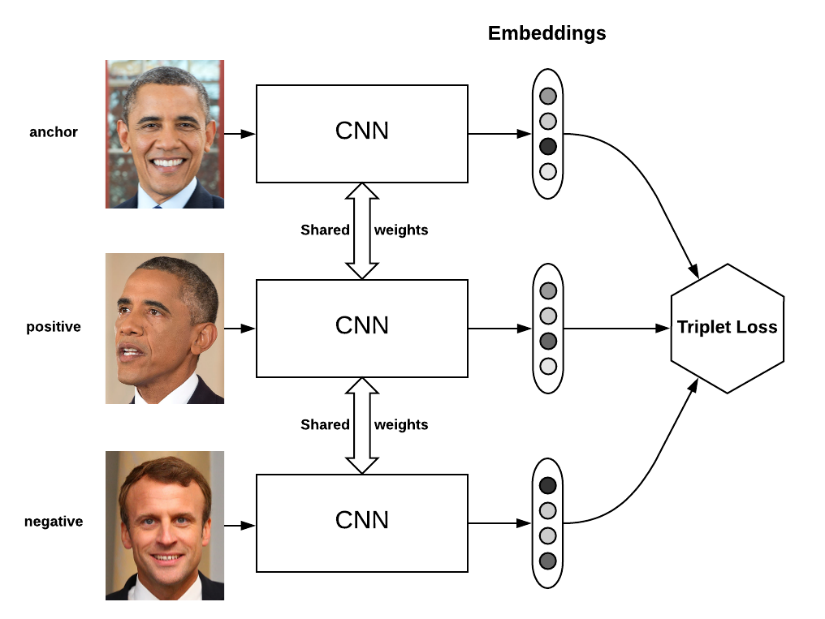 Embeddings
anchor
CNN
Shared weights
positive
CNN
Triplet Loss
Shared weights
negative
CNN